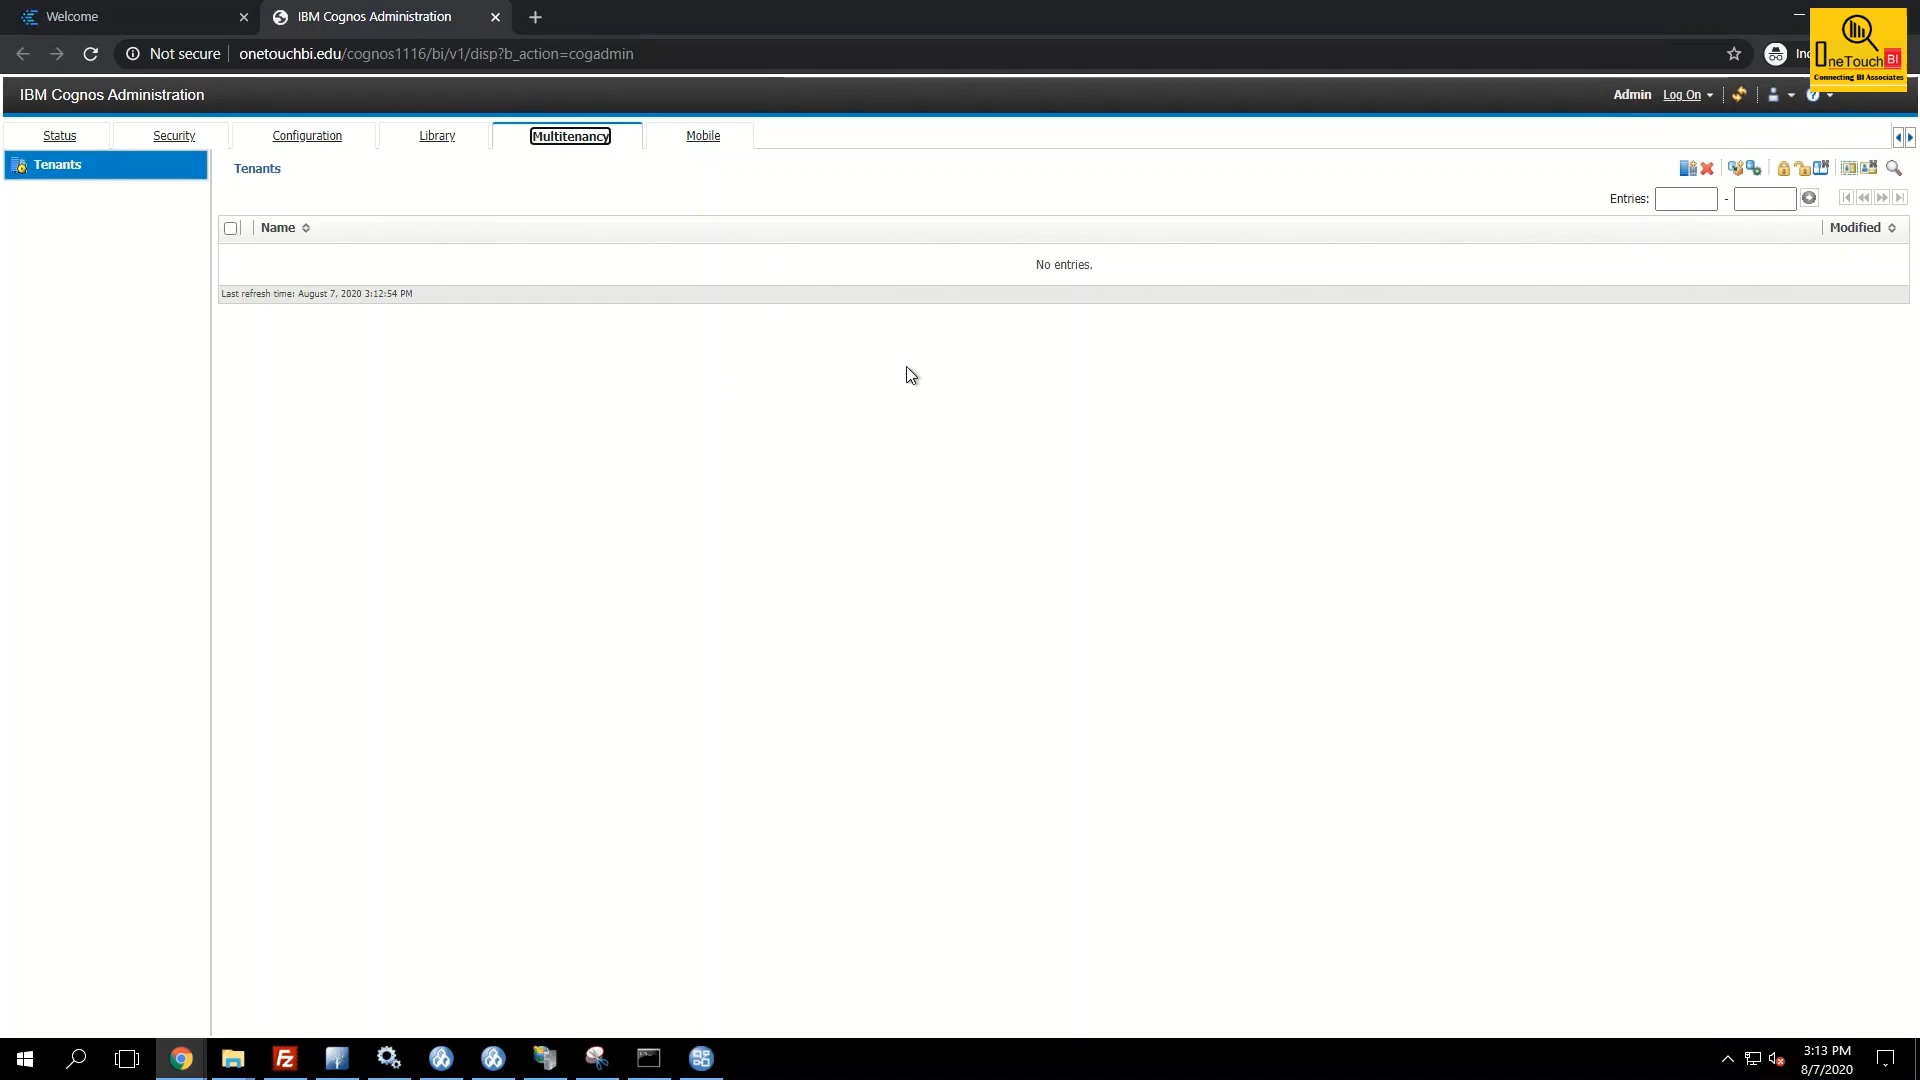 Welcome
IBM Cognos Administration
Not secure
onetouchbi.edu/cognos1116/bi/v1/disp?b_action=cogadmin
OneTouch BI
Connecting BI Associates
IBM Cognos Administration
Admin Log On
Status Security Configuration Library Multitenancy Mobile
Tenants
Tenants
Entries: -
Name Modified
No entries.
Last refresh time: August 7, 2020 3:12:54 PM
3:13 PM
8/7/2020